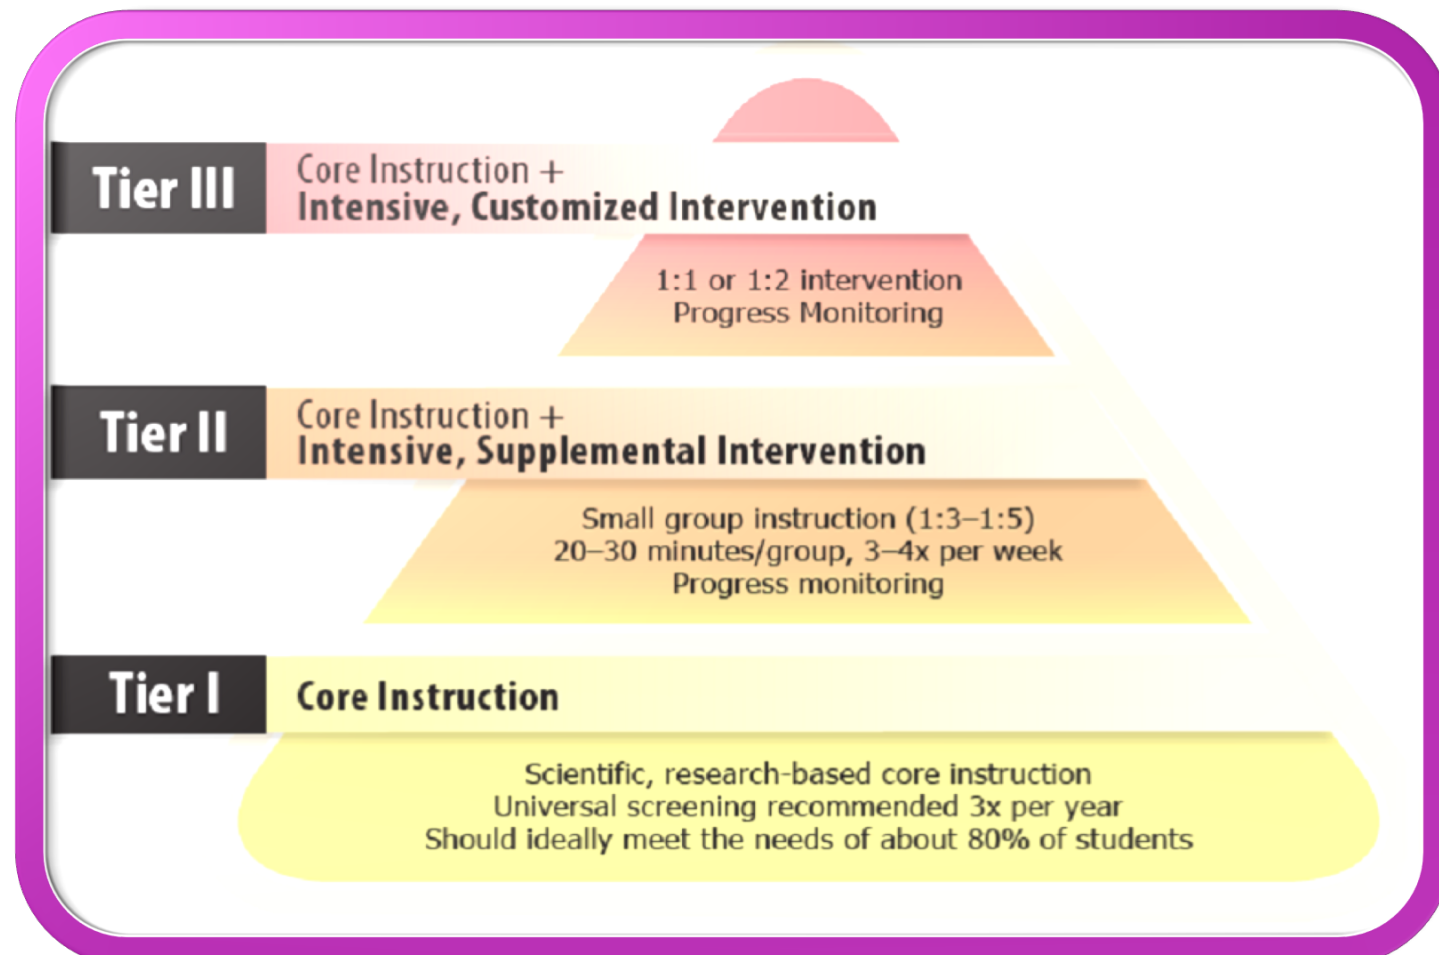 Tier III
Core Instruction +
Intensive, Customized Intervention
1:1 or 1:2 intervention
Progress Monitoring
Tier II
Core Instruction +
Intensive, Supplemental Intervention
Small group instruction (1:3–1:5)
20–30 minutes/group, 3–4x per week
Progress monitoring
Tier I
Core Instruction
Scientific, research-based core instruction
Universal screening recommended 3x per year
Should ideally meet the needs of about 80% of students